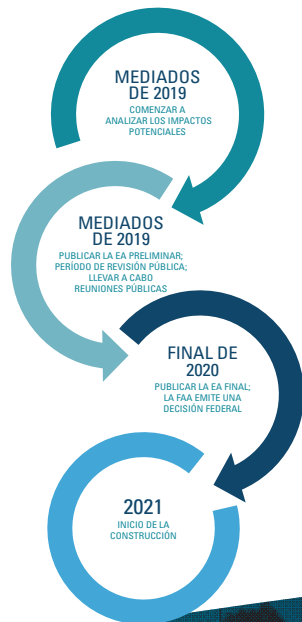 MEDIADOS
DE 2019
COMENZAR A
ANALIZAR LOS IMPACTOS
POTENCIALES
MEDIADOS
DE 2019
PUBLICAR LA EA PRELIMINAR;
PERÍODO DE REVISIÓN PÚBLICA;
LLEVAR A CABO
REUNIONES PÚBLICAS
FINAL DE
2020
PUBLICAR LA EA FINAL;
LA FAA EMITE UNA
DECISIÓN FEDERAL
2021
INICIO DE LA
CONSTRUCCIÓN